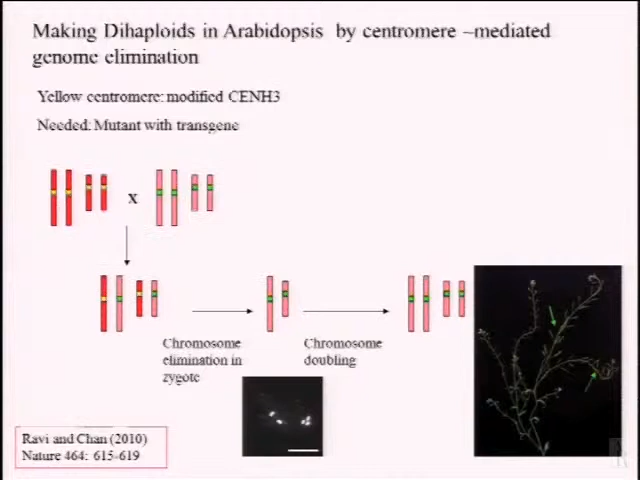 Making Dihaploids in Arabidopsis by centromere –mediated
genome elimination
Yellow centromere: modified CENH3
Needed: Mutant with transgene
x
Chromosome
elimination in
zygote
Chromosome
doubling
Ravi and Chan (2010)
Nature 464: 615-619